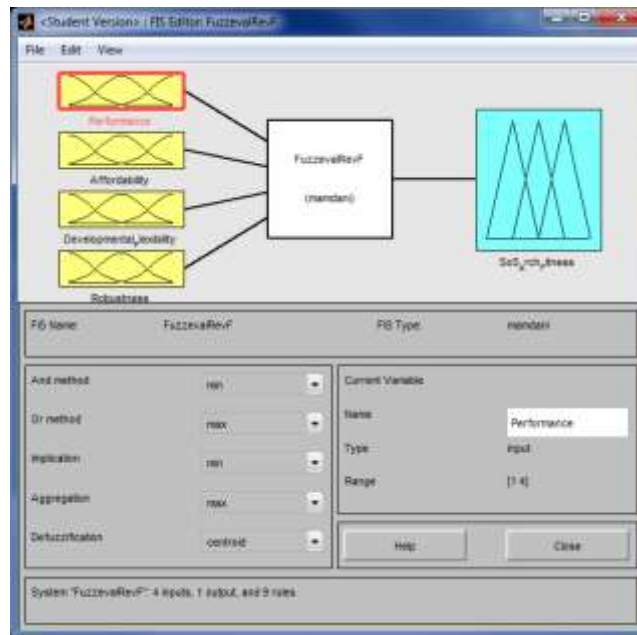 <Student Version> : FIS Editor: FuzzevalRevF
File Edit View
Performance
Affordability
Robustness
FuzzevalRevF
(mamdani)
FIS Name: FuzzevalRevF FIS Type: mamdani
And method min
Or method max
Implication min
Aggregation max
Defuzzification centroid
Current Variable
Name Performance
Type input
Range [1 4]
Help Close
System "FuzzevalRevF": 4 inputs, 1 output, and 9 rules